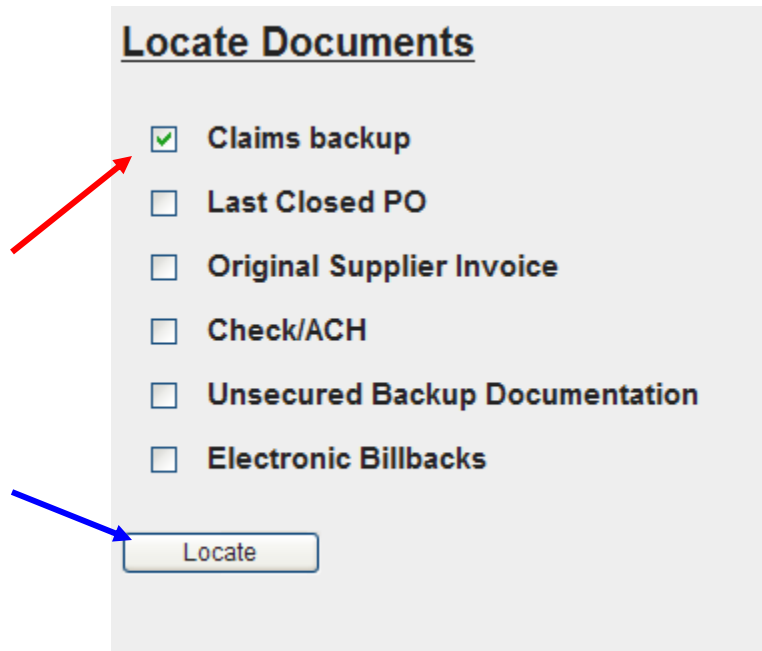 Locate Documents
Claims backup
Last Closed PO
Original Supplier Invoice
Check/ACH
Unsecured Backup Documentation
Electronic Billbacks
Locate